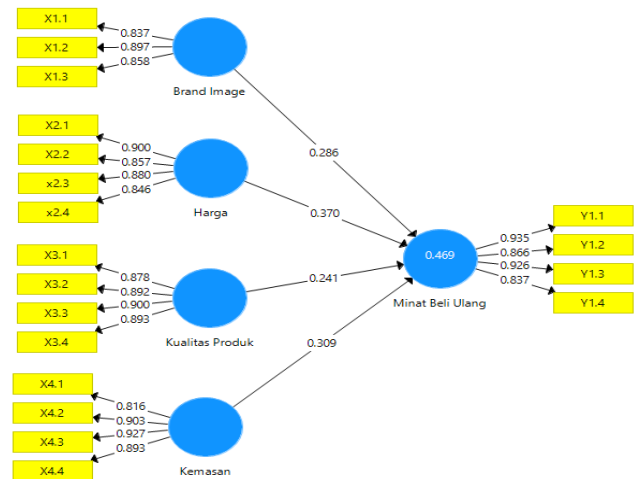 X1.1
X1.2
X1.3
0.837
0.897
0.858
Brand Image
X2.1
X2.2
x2.3
x2.4
0.900
0.857
0.880
0.846
Harga
X3.1
X3.2
X3.3
X3.4
0.878
0.892
0.900
0.893
Kualitas Produk
X4.1
X4.2
X4.3
X4.4
0.816
0.903
0.927
0.893
Kemasan
0.286
0.370
0.241
0.309
0.469
Minat Beli Ulang
0.935
0.866
0.926
0.837
Y1.1
Y1.2
Y1.3
Y1.4